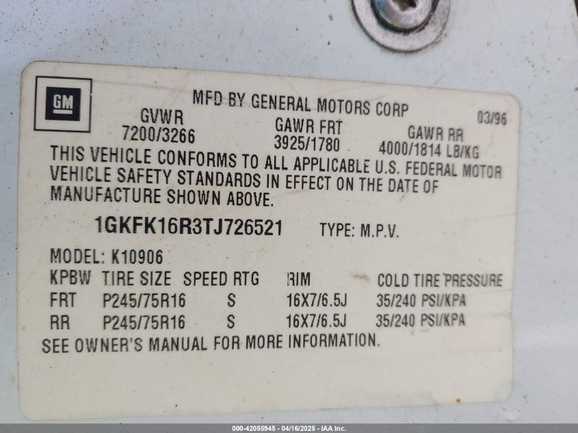 GM
MFD BY GENERAL MOTORS CORP 03/96
GVWR GAWR FRT GAWR RR
7200/3266 3925/1780 4000/1814 LB/KG
THIS VEHICLE CONFORMS TO ALL APPLICABLE U.S. FEDERAL MOTOR
VEHICLE SAFETY STANDARDS IN EFFECT ON THE DATE OF
MANUFACTURE SHOWN ABOVE.
1GKFK16R3TJ726521 TYPE: M.P.V.
MODEL: K10906
KPBW TIRE SIZE SPEED RTG RIM COLD TIRE PRESSURE
FRT P245/75R16 S 16X7/6.5J 35/240 PSI/KPA
RR P245/75R16 S 16X7/6.5J 35/240 PSI/KPA
SEE OWNER'S MANUAL FOR MORE INFORMATION.
000-42055945 - 04/16/2025 - IAA Inc.